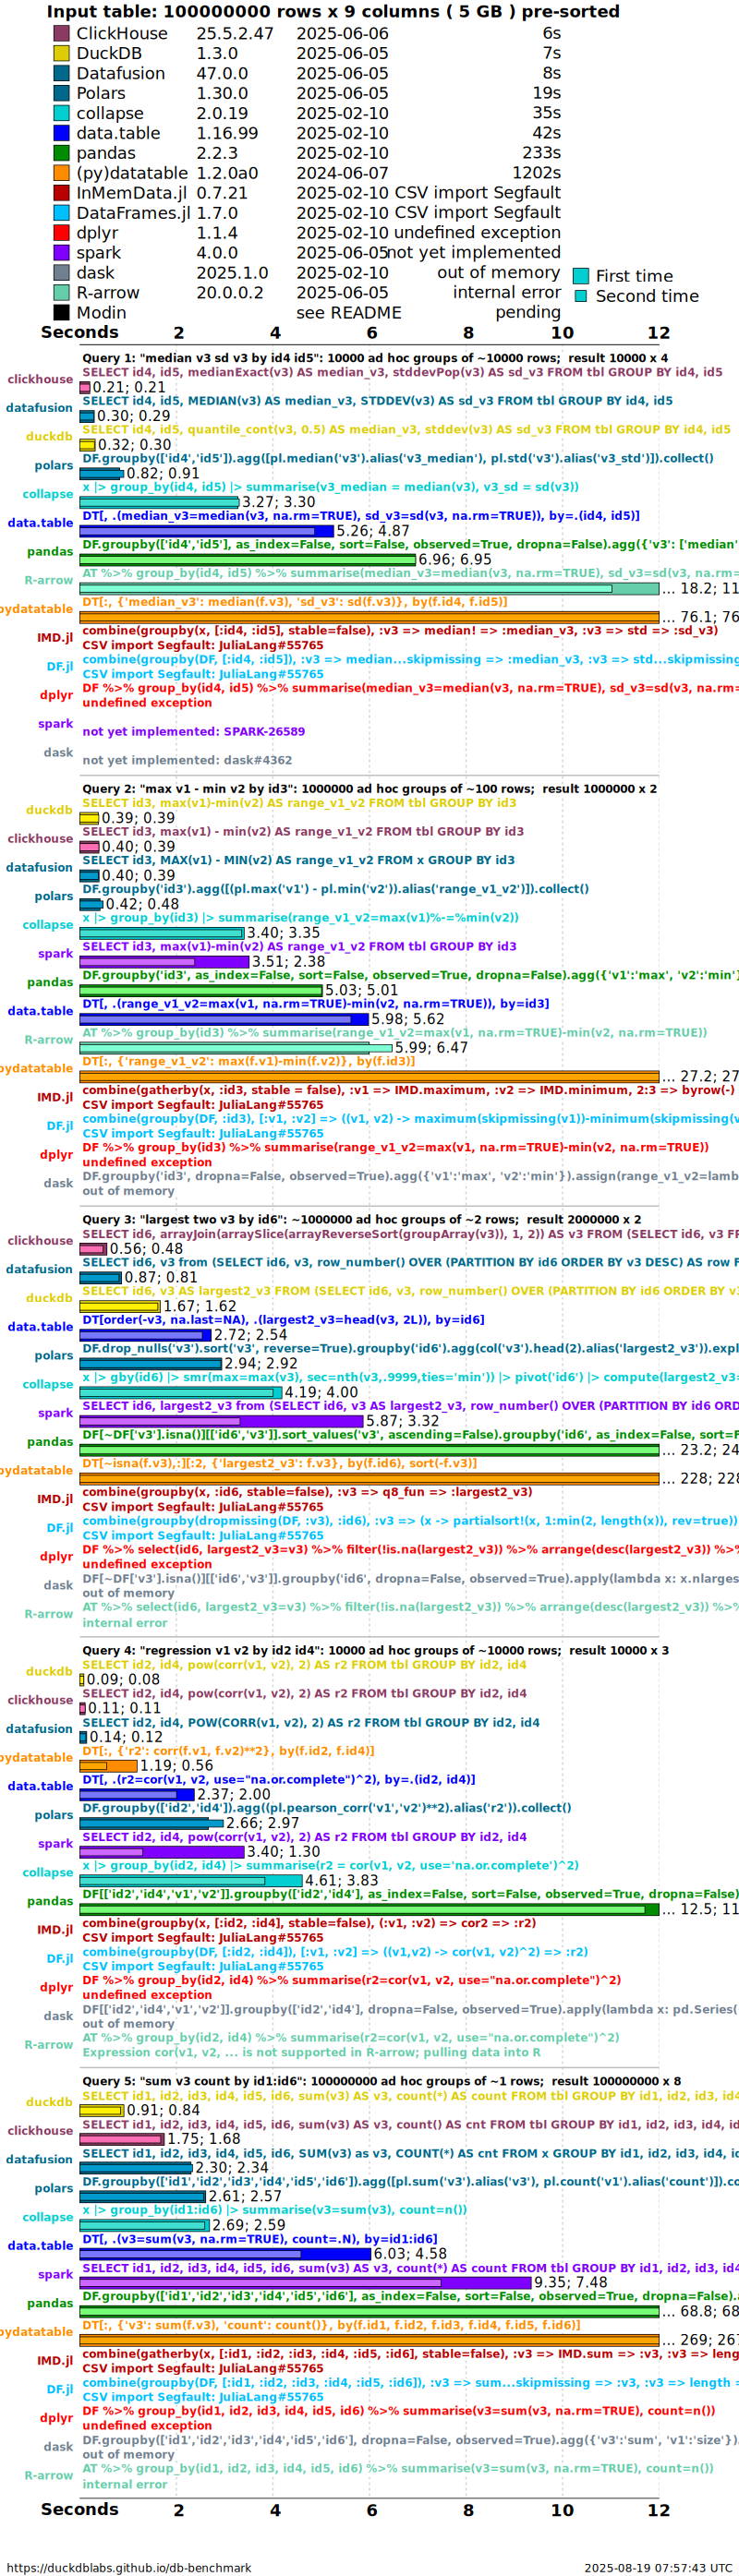 Input table: 100000000 rows x 9 columns ( 5 GB ) pre-sorted
ClickHouse 25.5.2.47 2025-06-06 6s
DuckDB 1.3.0 2025-06-05 7s
Datafusion 47.0.0 2025-06-05 8s
Polars 1.30.0 2025-06-05 19s
collapse 2.0.19 2025-02-10 35s
data.table 1.16.99 2025-02-10 42s
pandas 2.2.3 2025-02-10 233s
(py)datatable 1.2.0a0 2024-06-07 1202s
InMemData.jl 0.7.21 2025-02-10 CSV import Segfault
DataFrames.jl 1.7.0 2025-02-10 CSV import Segfault
dplyr 1.1.4 2025-02-10 undefined exception
spark 4.0.0 2025-06-05 not yet implemented
dask 2025.1.0 2025-02-10 out of memory
R-arrow 20.0.0.2 2025-06-05 internal error
Modin see README pending
First time
Second time
Seconds 2 4 6 8 10 12
Query 1: "median v3 sd v3 by id4 id5": 10000 ad hoc groups of ~10000 rows; result 10000 x 4
SELECT id4, id5, medianExact(v3) AS median_v3, stddevPop(v3) AS sd_v3 FROM tbl GROUP BY id4, id5
clickhouse 0.21; 0.21
SELECT id4, id5, MEDIAN(v3) AS median_v3, STDDEV(v3) AS sd_v3 FROM tbl GROUP BY id4, id5
datafusion 0.30; 0.29
SELECT id4, id5, quantile_cont(v3, 0.5) AS median_v3, stddev(v3) AS sd_v3 FROM tbl GROUP BY id4, id5
duckdb 0.32; 0.30
DF.groupby(['id4','id5']).agg([pl.median('v3').alias('v3_median'), pl.std('v3').alias('v3_std')]).collect()
polars 0.82; 0.91
x |> group_by(id4, id5) |> summarise(v3_median = median(v3), v3_sd = sd(v3))
collapse 3.27; 3.30
DT[, .(median_v3=median(v3, na.rm=TRUE), sd_v3=sd(v3, na.rm=TRUE)), by=.(id4, id5)]
data.table 5.26; 4.87
DF.groupby(['id4','id5'], as_index=False, sort=False, observed=True, dropna=False).agg({'v3': ['median'
pandas 6.96; 6.95
AT %>% group_by(id4, id5) %>% summarise(median_v3=median(v3, na.rm=TRUE), sd_v3=sd(v3, na.rm=
R-arrow ... 18.2; 11
DT[:, {'median_v3': median(f.v3), 'sd_v3': sd(f.v3)}, by(f.id4, f.id5)]
pydatatable ... 76.1; 76
combine(groupby(x, [:id4, :id5], stable=false), :v3 => median! => :median_v3, :v3 => std => :sd_v3)
IMD.jl CSV import Segfault: JuliaLang#55765
combine(groupby(DF, [:id4, :id5]), :v3 => median...skipmissing => :median_v3, :v3 => std...skipmissing
DF.jl CSV import Segfault: JuliaLang#55765
DF %>% group_by(id4, id5) %>% summarise(median_v3=median(v3, na.rm=TRUE), sd_v3=sd(v3, na.rm=
dplyr undefined exception
spark not yet implemented: SPARK-26589
dask not yet implemented: dask#4362
Query 2: "max v1 - min v2 by id3": 1000000 ad hoc groups of ~100 rows; result 1000000 x 2
SELECT id3, max(v1)-min(v2) AS range_v1_v2 FROM tbl GROUP BY id3
duckdb 0.39; 0.39
SELECT id3, max(v1) - min(v2) AS range_v1_v2 FROM tbl GROUP BY id3
clickhouse 0.40; 0.39
SELECT id3, MAX(v1) - MIN(v2) AS range_v1_v2 FROM x GROUP BY id3
datafusion 0.40; 0.39
DF.groupby('id3').agg([(pl.max('v1') - pl.min('v2')).alias('range_v1_v2')]).collect()
polars 0.42; 0.48
x |> group_by(id3) |> summarise(range_v1_v2=max(v1)%-=%min(v2))
collapse 3.40; 3.35
SELECT id3, max(v1)-min(v2) AS range_v1_v2 FROM tbl GROUP BY id3
spark 3.51; 2.38
DF.groupby('id3', as_index=False, sort=False, observed=True, dropna=False).agg({'v1':'max', 'v2':'min'}
pandas 5.03; 5.01
DT[, .(range_v1_v2=max(v1, na.rm=TRUE)-min(v2, na.rm=TRUE)), by=id3]
data.table 5.98; 5.62
AT %>% group_by(id3) %>% summarise(range_v1_v2=max(v1, na.rm=TRUE)-min(v2, na.rm=TRUE))
R-arrow 5.99; 6.47
DT[:, {'range_v1_v2': max(f.v1)-min(f.v2)}, by(f.id3)]
pydatatable ... 27.2; 27
combine(gatherby(x, :id3, stable = false), :v1 => IMD.maximum, :v2 => IMD.minimum, 2:3 => byrow(-)
IMD.jl CSV import Segfault: JuliaLang#55765
combine(groupby(DF, :id3), [:v1, :v2] => ((v1, v2) -> maximum(skipmissing(v1))-minimum(skipmissing(v
DF.jl CSV import Segfault: JuliaLang#55765
DF %>% group_by(id3) %>% summarise(range_v1_v2=max(v1, na.rm=TRUE)-min(v2, na.rm=TRUE))
dplyr undefined exception
DF.groupby('id3', dropna=False, observed=True).agg({'v1':'max', 'v2':'min'}).assign(range_v1_v2=lamb
dask out of memory
Query 3: "largest two v3 by id6": ~1000000 ad hoc groups of ~2 rows; result 2000000 x 2
SELECT id6, arrayJoin(arraySlice(arrayReverseSort(groupArray(v3)), 1, 2)) AS v3 FROM (SELECT id6, v3 FR
clickhouse 0.56; 0.48
SELECT id6, v3 from (SELECT id6, v3, row_number() OVER (PARTITION BY id6 ORDER BY v3 DESC) AS row F
datafusion 0.87; 0.81
SELECT id6, v3 AS largest2_v3 FROM (SELECT id6, v3, row_number() OVER (PARTITION BY id6 ORDER BY v3
duckdb 1.67; 1.62
DT[order(-v3, na.last=NA), .(largest2_v3=head(v3, 2L)), by=id6]
data.table 2.72; 2.54
DF.drop_nulls('v3').sort('v3', reverse=True).groupby('id6').agg(col('v3').head(2).alias('largest2_v3')).expl
polars 2.94; 2.92
x |> gby(id6) |> smr(max=max(v3), sec=nth(v3,.9999,ties='min')) |> pivot('id6') |> compute(largest2_v3=
collapse 4.19; 4.00
SELECT id6, largest2_v3 from (SELECT id6, v3 AS largest2_v3, row_number() OVER (PARTITION BY id6 ORD
spark 5.87; 3.32
DF[~DF['v3'].isna()][['id6','v3']].sort_values('v3', ascending=False).groupby('id6', as_index=False, sort=F
pandas ... 23.2; 24
DT[~isna(f.v3),:][:2, {'largest2_v3': f.v3}, by(f.id6), sort(-f.v3)]
pydatatable ... 228; 228
combine(groupby(x, :id6, stable=false), :v3 => q8_fun => :largest2_v3)
IMD.jl CSV import Segfault: JuliaLang#55765
combine(groupby(dropmissing(DF, :v3), :id6), :v3 => (x -> partialsort!(x, 1:min(2, length(x)), rev=true))
DF.jl CSV import Segfault: JuliaLang#55765
DF %>% select(id6, largest2_v3=v3) %>% filter(!is.na(largest2_v3)) %>% arrange(desc(largest2_v3)) %>%
dplyr undefined exception
DF[~DF['v3'].isna()][['id6','v3']].groupby('id6', dropna=False, observed=True).apply(lambda x: x.nlarges
dask out of memory
AT %>% select(id6, largest2_v3=v3) %>% filter(!is.na(largest2_v3)) %>% arrange(desc(largest2_v3)) %>%
R-arrow internal error
Query 4: "regression v1 v2 by id2 id4": 10000 ad hoc groups of ~10000 rows; result 10000 x 3
SELECT id2, id4, pow(corr(v1, v2), 2) AS r2 FROM tbl GROUP BY id2, id4
duckdb 0.09; 0.08
SELECT id2, id4, pow(corr(v1, v2), 2) AS r2 FROM tbl GROUP BY id2, id4
clickhouse 0.11; 0.11
SELECT id2, id4, POW(CORR(v1, v2), 2) AS r2 FROM tbl GROUP BY id2, id4
datafusion 0.14; 0.12
DT[:, {'r2': corr(f.v1, f.v2)**2}, by(f.id2, f.id4)]
pydatatable 1.19; 0.56
DT[, .(r2=cor(v1, v2, use="na.or.complete")^2), by=.(id2, id4)]
data.table 2.37; 2.00
DF.groupby(['id2','id4']).agg((pl.pearson_corr('v1','v2')**2).alias('r2')).collect()
polars 2.66; 2.97
SELECT id2, id4, pow(corr(v1, v2), 2) AS r2 FROM tbl GROUP BY id2, id4
spark 3.40; 1.30
x |> group_by(id2, id4) |> summarise(r2 = cor(v1, v2, use='na.or.complete')^2)
collapse 4.61; 3.83
DF[['id2','id4','v1','v2']].groupby(['id2','id4'], as_index=False, sort=False, observed=True, dropna=False)
pandas ... 12.5; 11
combine(groupby(x, [:id2, :id4], stable=false), (:v1, :v2) => cor2 => :r2)
IMD.jl CSV import Segfault: JuliaLang#55765
combine(groupby(DF, [:id2, :id4]), [:v1, :v2] => ((v1,v2) -> cor(v1, v2)^2) => :r2)
DF.jl CSV import Segfault: JuliaLang#55765
DF %>% group_by(id2, id4) %>% summarise(r2=cor(v1, v2, use="na.or.complete")^2)
dplyr undefined exception
DF[['id2','id4','v1','v2']].groupby(['id2','id4'], dropna=False, observed=True).apply(lambda x: pd.Series(
dask out of memory
AT %>% group_by(id2, id4) %>% summarise(r2=cor(v1, v2, use="na.or.complete")^2)
R-arrow Expression cor(v1, v2, ... is not supported in R-arrow; pulling data into R
Query 5: "sum v3 count by id1:id6": 100000000 ad hoc groups of ~1 rows; result 100000000 x 8
SELECT id1, id2, id3, id4, id5, id6, sum(v3) AS v3, count(*) AS count FROM tbl GROUP BY id1, id2, id3, id4
duckdb 0.91; 0.84
SELECT id1, id2, id3, id4, id5, id6, sum(v3) AS v3, count() AS cnt FROM tbl GROUP BY id1, id2, id3, id4, id
clickhouse 1.75; 1.68
SELECT id1, id2, id3, id4, id5, id6, SUM(v3) as v3, COUNT(*) AS cnt FROM x GROUP BY id1, id2, id3, id4, id
datafusion 2.30; 2.34
DF.groupby(['id1','id2','id3','id4','id5','id6']).agg([pl.sum('v3').alias('v3'), pl.count('v1').alias('count')]).co
polars 2.61; 2.57
x |> group_by(id1:id6) |> summarise(v3=sum(v3), count=n())
collapse 2.69; 2.59
DT[, .(v3=sum(v3, na.rm=TRUE), count=.N), by=id1:id6]
data.table 6.03; 4.58
SELECT id1, id2, id3, id4, id5, id6, sum(v3) AS v3, count(*) AS count FROM tbl GROUP BY id1, id2, id3, id4
spark 9.35; 7.48
DF.groupby(['id1','id2','id3','id4','id5','id6'], as_index=False, sort=False, observed=True, dropna=False).
pandas ... 68.8; 68
DT[:, {'v3': sum(f.v3), 'count': count()}, by(f.id1, f.id2, f.id3, f.id4, f.id5, f.id6)]
pydatatable ... 269; 267
combine(gatherby(x, [:id1, :id2, :id3, :id4, :id5, :id6], stable=false), :v3 => IMD.sum => :v3, :v3 => leng
IMD.jl CSV import Segfault: JuliaLang#55765
combine(groupby(DF, [:id1, :id2, :id3, :id4, :id5, :id6]), :v3 => sum...skipmissing => :v3, :v3 => length =
DF.jl CSV import Segfault: JuliaLang#55765
DF %>% group_by(id1, id2, id3, id4, id5, id6) %>% summarise(v3=sum(v3, na.rm=TRUE), count=n())
dplyr undefined exception
DF.groupby(['id1','id2','id3','id4','id5','id6'], dropna=False, observed=True).agg({'v3':'sum', 'v1':'size'}).
dask out of memory
AT %>% group_by(id1, id2, id3, id4, id5, id6) %>% summarise(v3=sum(v3, na.rm=TRUE), count=n())
R-arrow internal error
Seconds 2 4 6 8 10 12
https://duckdblabs.github.io/db-benchmark 2025-08-19 07:57:43 UTC